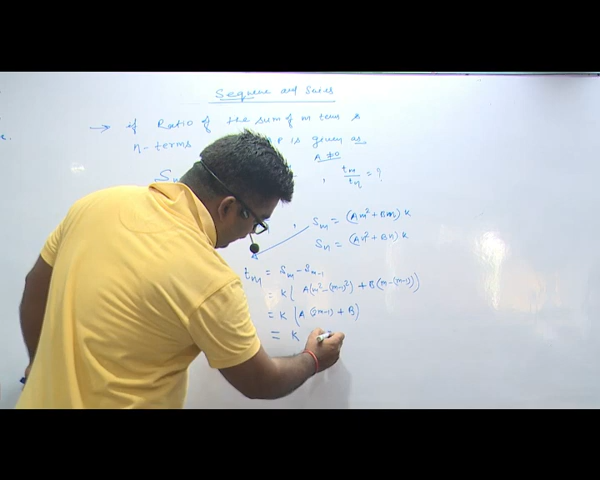 Sequence and Series
→ if Ratio of the sum of m term &
n-terms P is given as
A≠0
Sm , tm/tn = ?
, Sm = (Am² + Bm) k
Sn = (An² + Bn) k
tm = Sm - Sm-1
= k ( A(m² - (m-1)²) + B(m - (m-1)) )
= k ( A (2m-1) + B )
= k